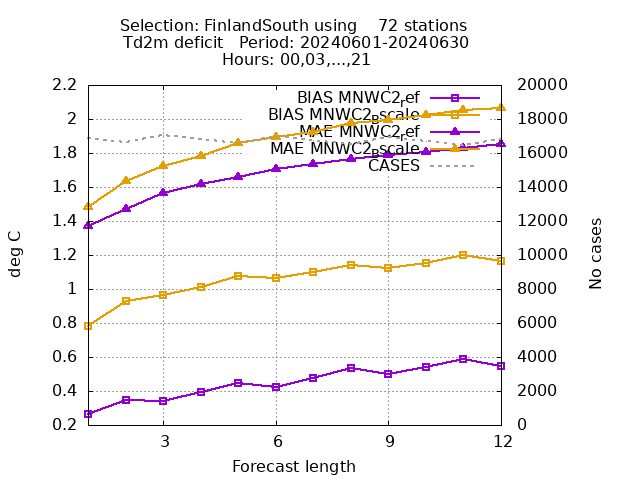 Selection: FinlandSouth using 72 stations
Td2m deficit Period: 20240601-20240630
Hours: 00,03,...,21
2.2 20000
BIAS MNWC2ref
2 18000
BIAS MNWC2Bscale
MAE MNWC2ref
1.8 16000
MAE MNWC2Bscale
CASES
1.6 14000
1.4 12000
1.2 10000
1 8000
0.8 6000
0.6 4000
0.4 2000
0.2 0
deg C
No cases
3 6 9 12
Forecast length